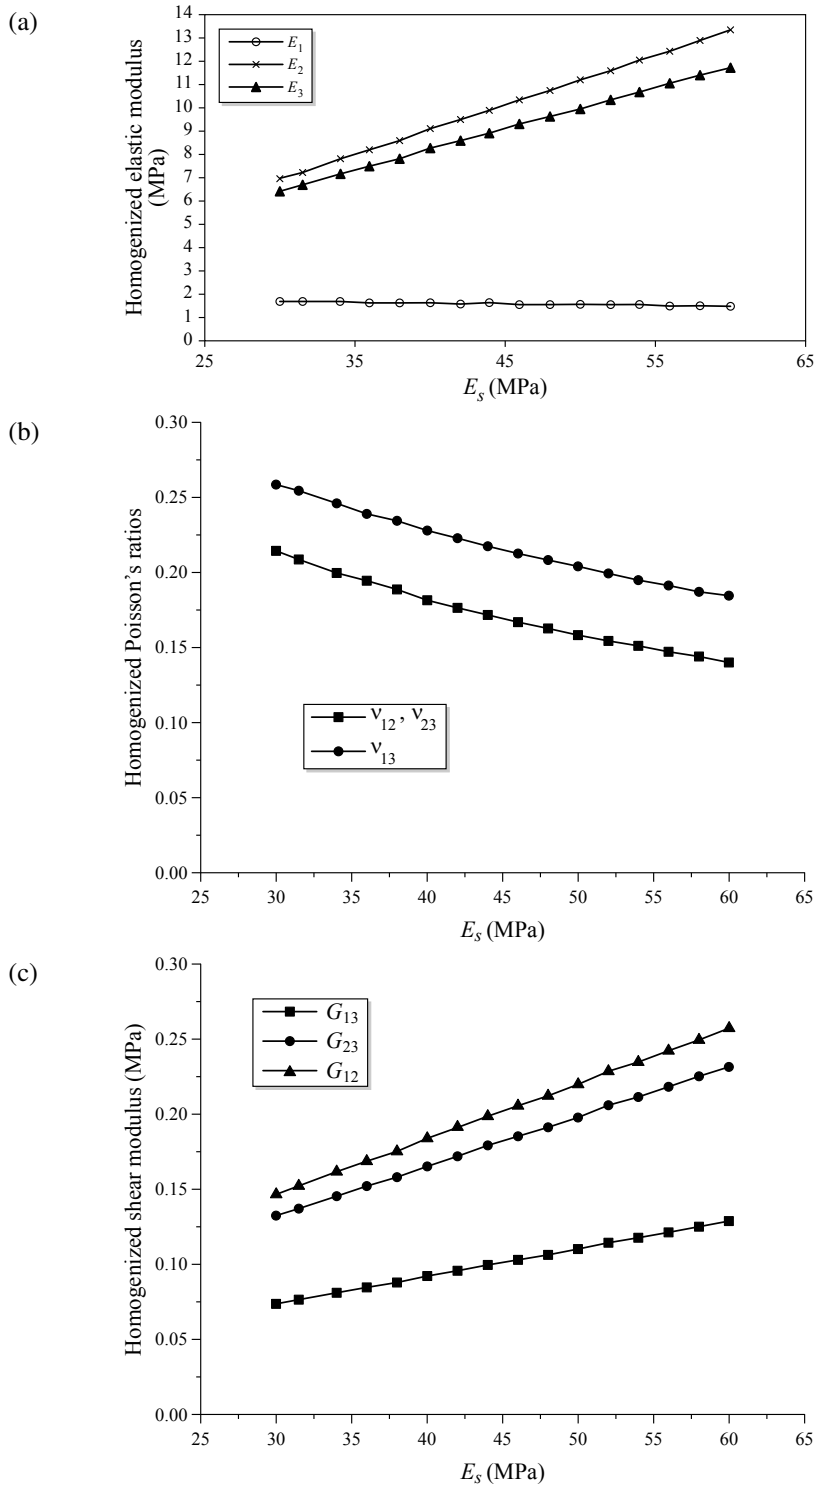 (a)
Homogenized elastic modulus
(MPa)
14
13
12
11
10
9
8
7
6
5
4
3
2
1
0
E1
E2
E3
25
35
45
55
65
Es (MPa)
(b)
Homogenized Poisson's ratios
0.30
0.25
0.20
0.15
0.10
0.05
0.00
ν12 , ν23
ν13
25
30
35
40
45
50
55
60
65
Es (MPa)
(c)
Homogenized shear modulus (MPa)
0.30
0.25
0.20
0.15
0.10
0.05
0.00
G13
G23
G12
25
30
35
40
45
50
55
60
65
Es (MPa)